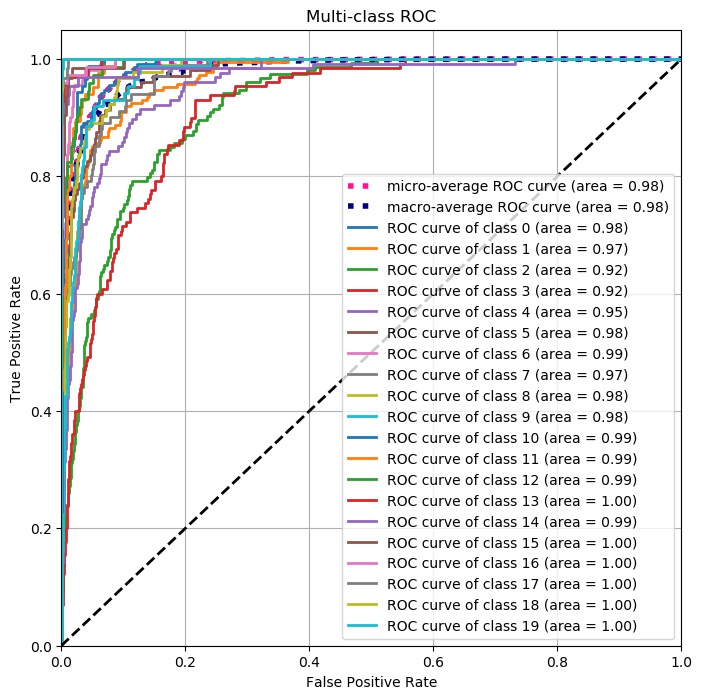 Multi-class ROC
1.0
0.8
0.6
0.4
0.2
0.0
True Positive Rate
micro-average ROC curve (area = 0.98)
macro-average ROC curve (area = 0.98)
ROC curve of class 0 (area = 0.98)
ROC curve of class 1 (area = 0.97)
ROC curve of class 2 (area = 0.92)
ROC curve of class 3 (area = 0.92)
ROC curve of class 4 (area = 0.95)
ROC curve of class 5 (area = 0.98)
ROC curve of class 6 (area = 0.99)
ROC curve of class 7 (area = 0.97)
ROC curve of class 8 (area = 0.98)
ROC curve of class 9 (area = 0.98)
ROC curve of class 10 (area = 0.99)
ROC curve of class 11 (area = 0.99)
ROC curve of class 12 (area = 0.99)
ROC curve of class 13 (area = 1.00)
ROC curve of class 14 (area = 0.99)
ROC curve of class 15 (area = 1.00)
ROC curve of class 16 (area = 1.00)
ROC curve of class 17 (area = 1.00)
ROC curve of class 18 (area = 1.00)
ROC curve of class 19 (area = 1.00)
0.0 0.2 0.4 0.6 0.8 1.0
False Positive Rate